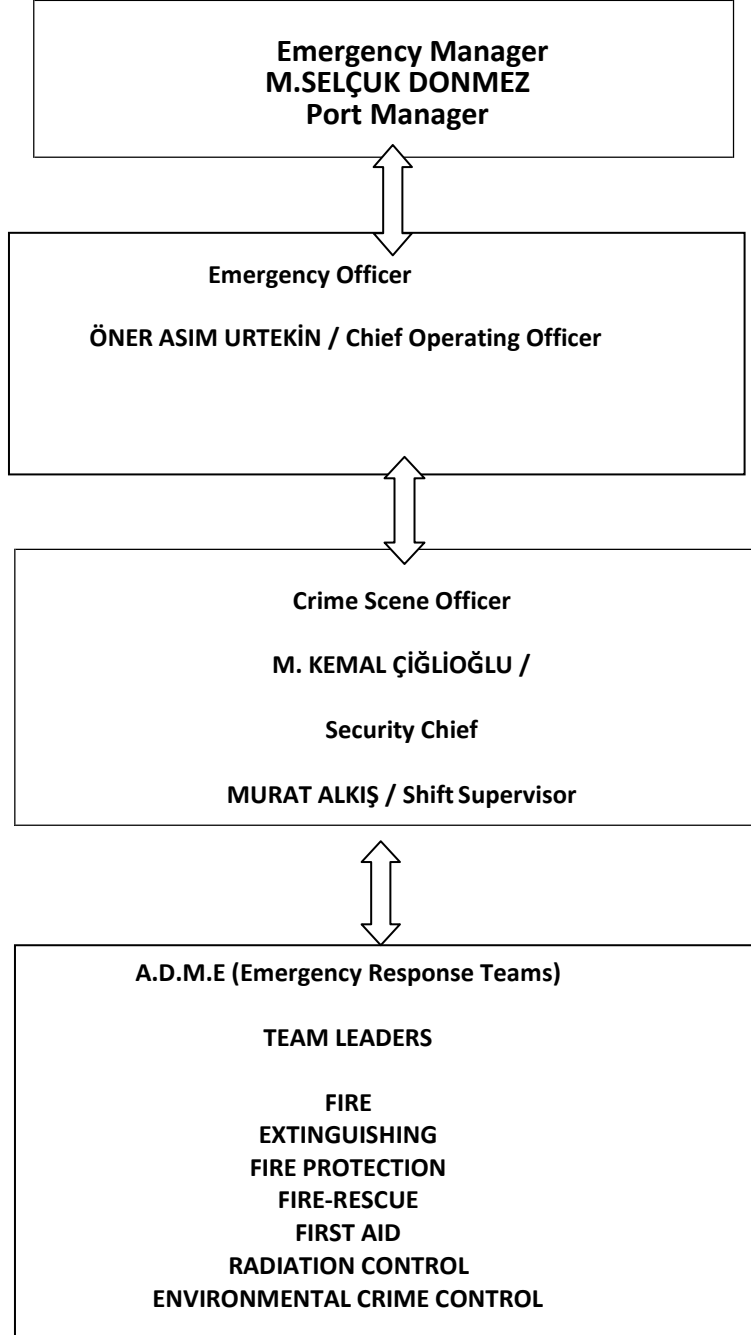 Emergency Manager
M.SELÇUK DONMEZ
Port Manager
Emergency Officer
ÖNER ASIM URTEKİN / Chief Operating Officer
Crime Scene Officer
M. KEMAL ÇİĞLİOĞLU /
Security Chief
MURAT ALKIŞ / Shift Supervisor
A.D.M.E (Emergency Response Teams)
TEAM LEADERS
FIRE
EXTINGUISHING
FIRE PROTECTION
FIRE-RESCUE
FIRST AID
RADIATION CONTROL
ENVIRONMENTAL CRIME CONTROL